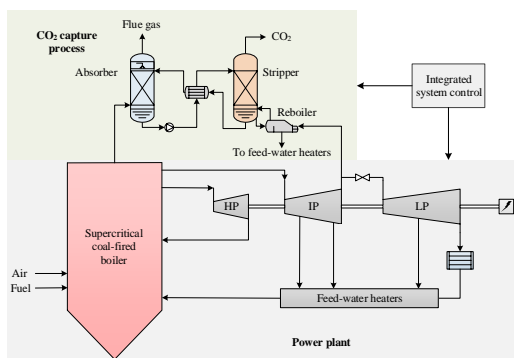 Flue gas
CO₂ capture
process
CO₂
Absorber
Stripper
Integrated
system control
Reboiler
To feed-water heaters
HP
IP
LP
Supercritical
coal-fired
boiler
Air
Fuel
Feed-water heaters
Power plant